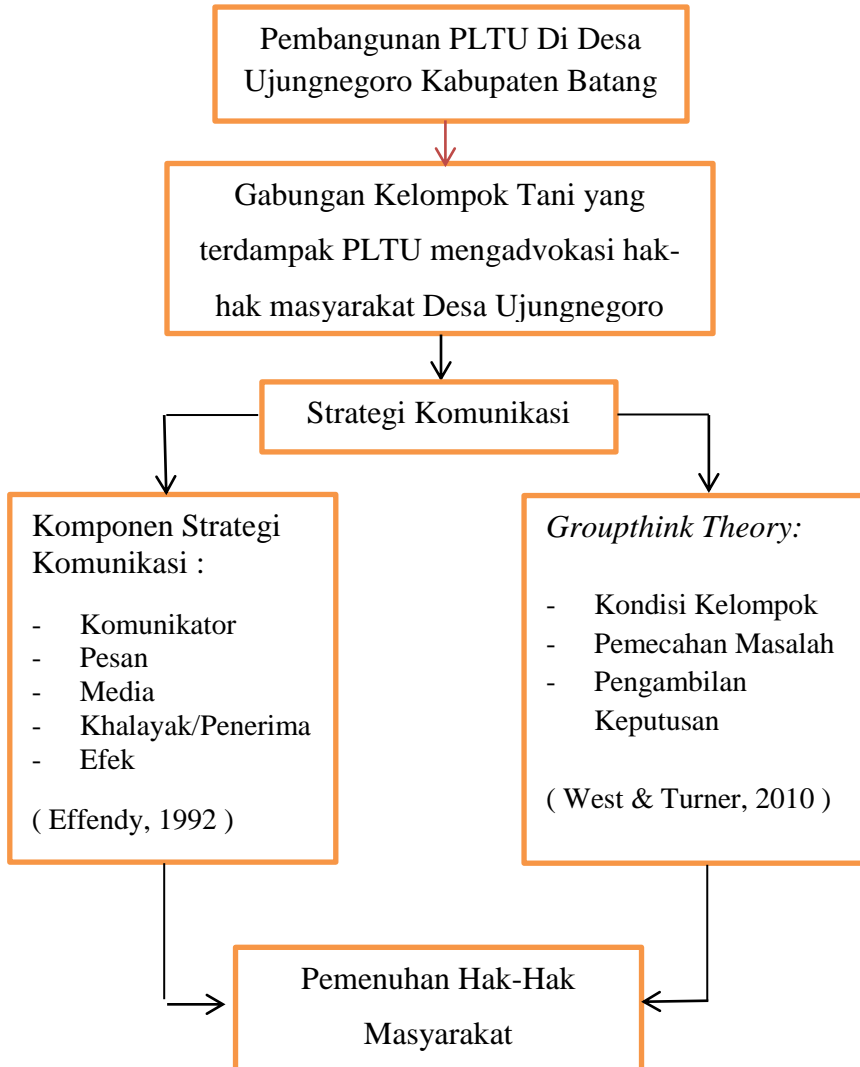 Pembangunan PLTU Di Desa
Ujungnegoro Kabupaten Batang
Gabungan Kelompok Tani yang
terdampak PLTU mengadvokasi hak-
hak masyarakat Desa Ujungnegoro
Strategi Komunikasi
Komponen Strategi
Komunikasi :
- Komunikator
- Pesan
- Media
- Khalayak/Penerima
- Efek
( Effendy, 1992 )
Groupthink Theory:
- Kondisi Kelompok
- Pemecahan Masalah
- Pengambilan
Keputusan
( West & Turner, 2010 )
Pemenuhan Hak-Hak
Masyarakat